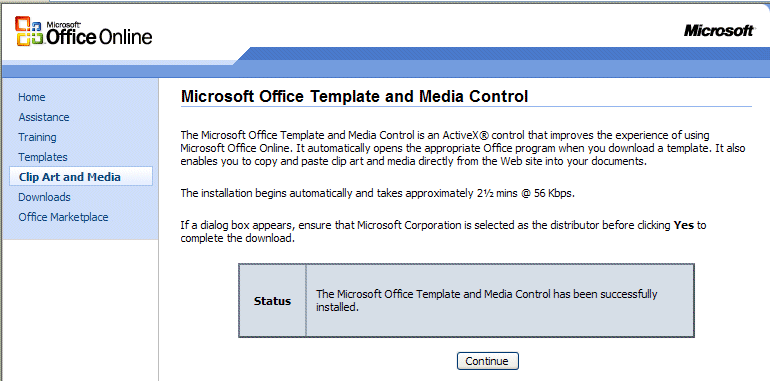 Microsoft®
Office Online
Microsoft
Home
Assistance
Training
Templates
Clip Art and Media
Downloads
Office Marketplace
Microsoft Office Template and Media Control
The Microsoft Office Template and Media Control is an ActiveX® control that improves the experience of using
Microsoft Office Online. It automatically opens the appropriate Office program when you download a template. It also
enables you to copy and paste clip art and media directly from the Web site into your documents.
The installation begins automatically and takes approximately 2½ mins @ 56 Kbps.
If a dialog box appears, ensure that Microsoft Corporation is selected as the distributor before clicking Yes to
complete the download.
Status
The Microsoft Office Template and Media Control has been successfully
installed.
Continue